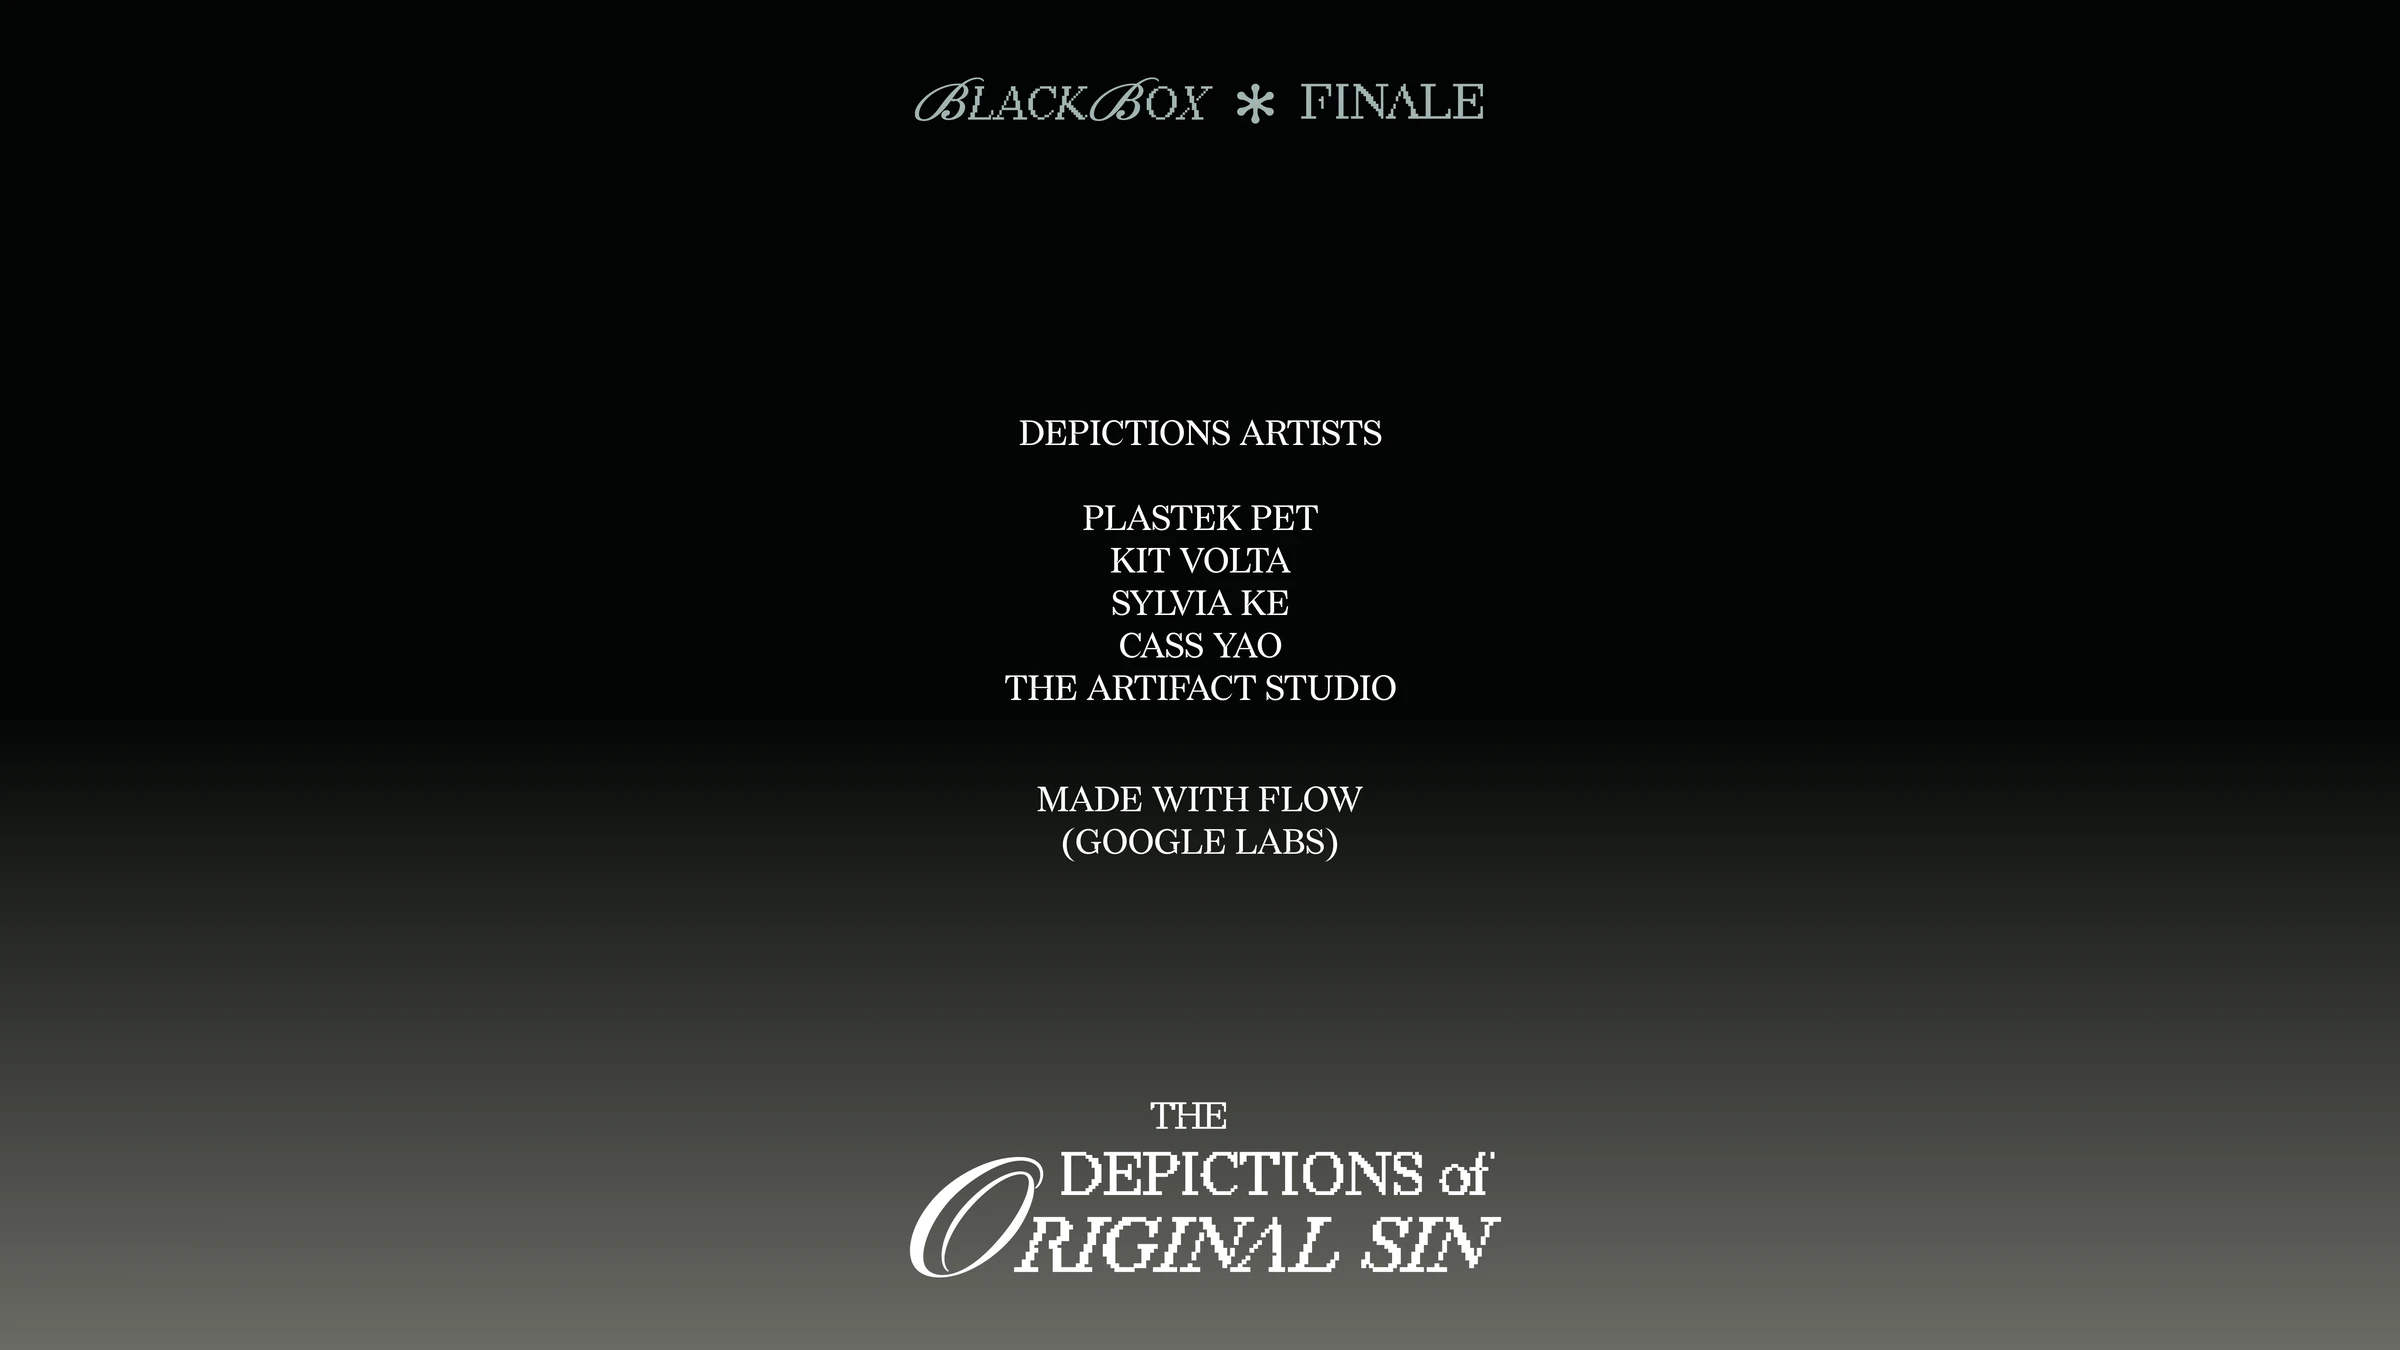 BLACKBOX * FINALE
DEPICTIONS ARTISTS
PLASTEK PET
KIT VOLTA
SYLVIA KE
CASS YAO
THE ARTIFACT STUDIO
MADE WITH FLOW
(GOOGLE LABS)
THE
DEPICTIONS of
ORIGINAL SIN